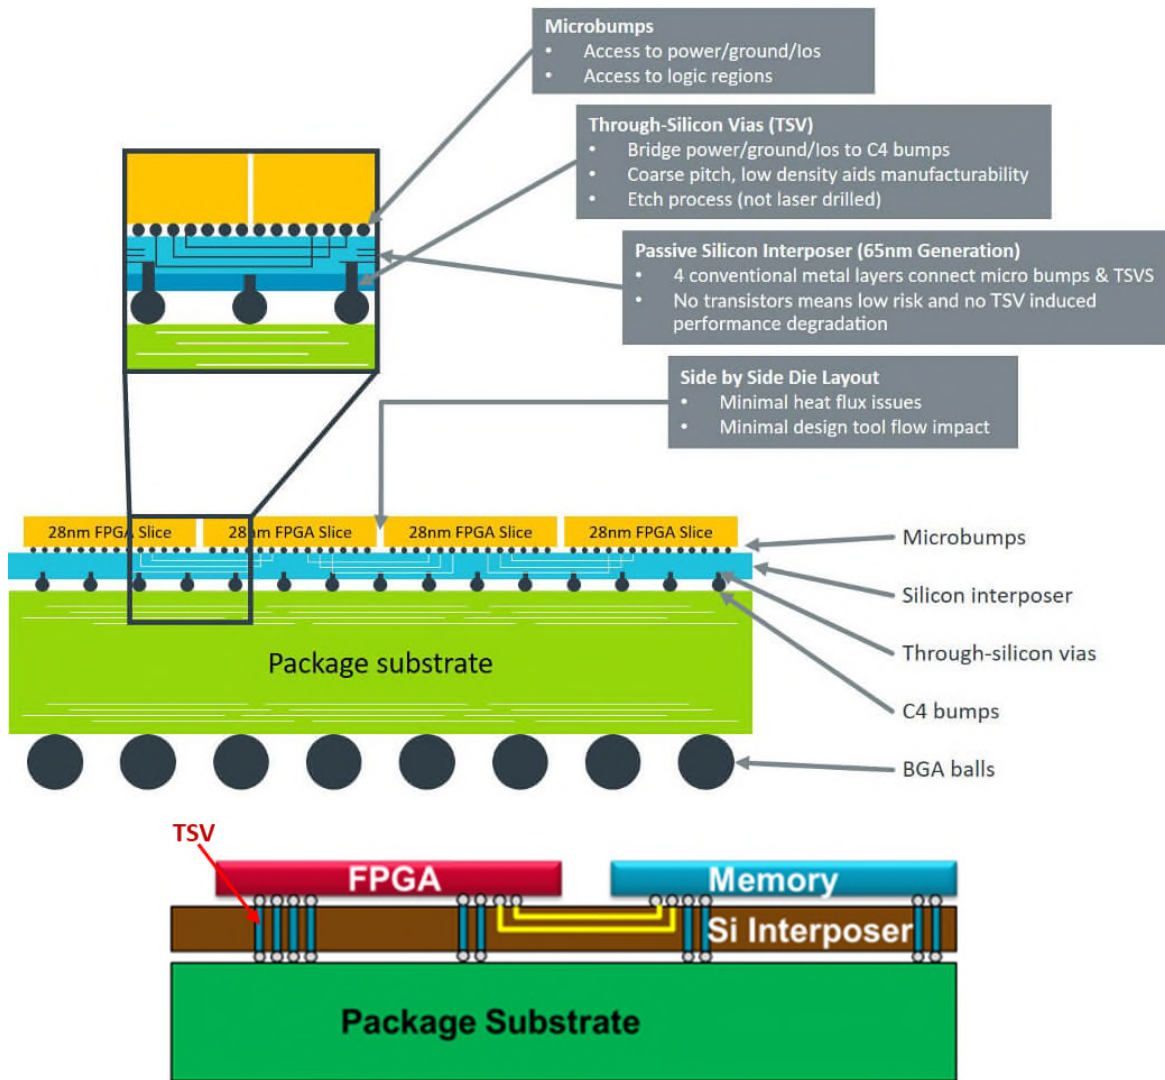 Microbumps
• Access to power/ground/Ios
• Access to logic regions
Through-Silicon Vias (TSV)
• Bridge power/ground/Ios to C4 bumps
• Coarse pitch, low density aids manufacturability
• Etch process (not laser drilled)
Passive Silicon Interposer (65nm Generation)
• 4 conventional metal layers connect micro bumps & TSVS
• No transistors means low risk and no TSV induced
performance degradation
Side by Side Die Layout
• Minimal heat flux issues
• Minimal design tool flow impact
28nm FPGA Slice
28nm FPGA Slice
28nm FPGA Slice
28nm FPGA Slice
Microbumps
Silicon interposer
Through-silicon vias
C4 bumps
BGA balls
Package substrate
TSV
FPGA
Memory
Si Interposer
Package Substrate